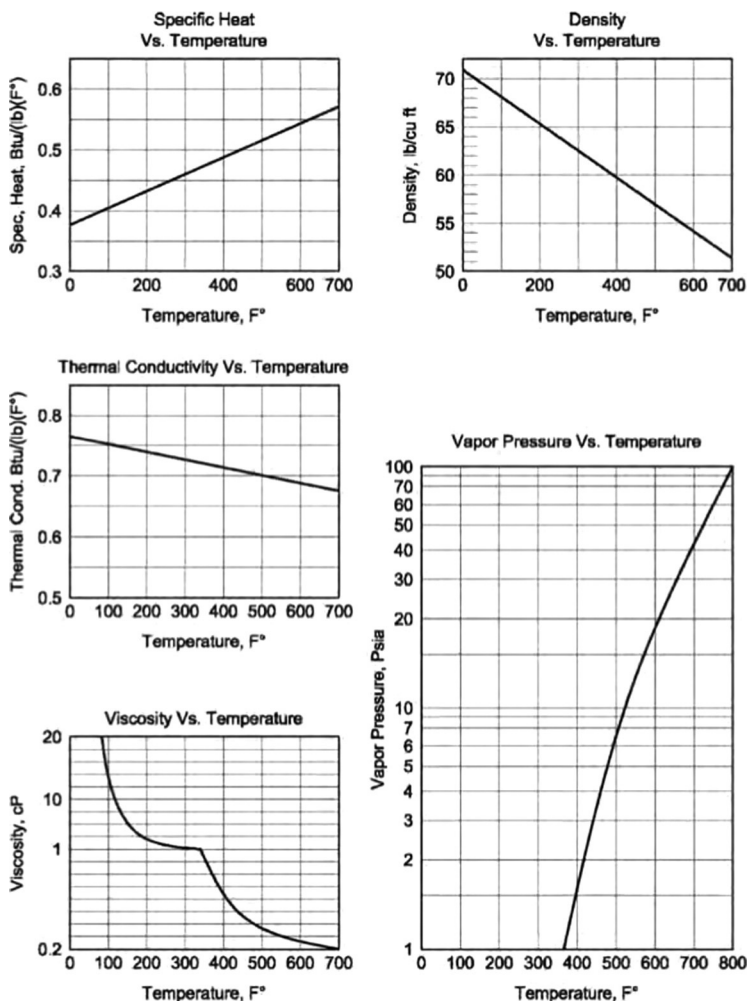 Specific Heat
Vs. Temperature
Spec, Heat, Btu/(lb)(F°)
0.6
0.5
0.4
0.3
0 200 400 600 700
Temperature, F°
Density
Vs. Temperature
Density, lb/cu ft
70
65
60
55
50
0 200 400 600 700
Temperature, F°
Thermal Conductivity Vs. Temperature
Thermal Cond. Btu/(lb)(F°)
0.8
0.7
0.6
0.5
0 100 200 300 400 500 600 700
Temperature, F°
Viscosity Vs. Temperature
Viscosity, cP
20
10
1
0.2
0 100 200 300 400 500 600 700
Temperature, F°
Vapor Pressure Vs. Temperature
Vapor Pressure, Psia
100
70
60
50
40
30
20
10
7
6
5
4
3
2
1
0 100 200 300 400 500 600 700 800
Temperature, F°